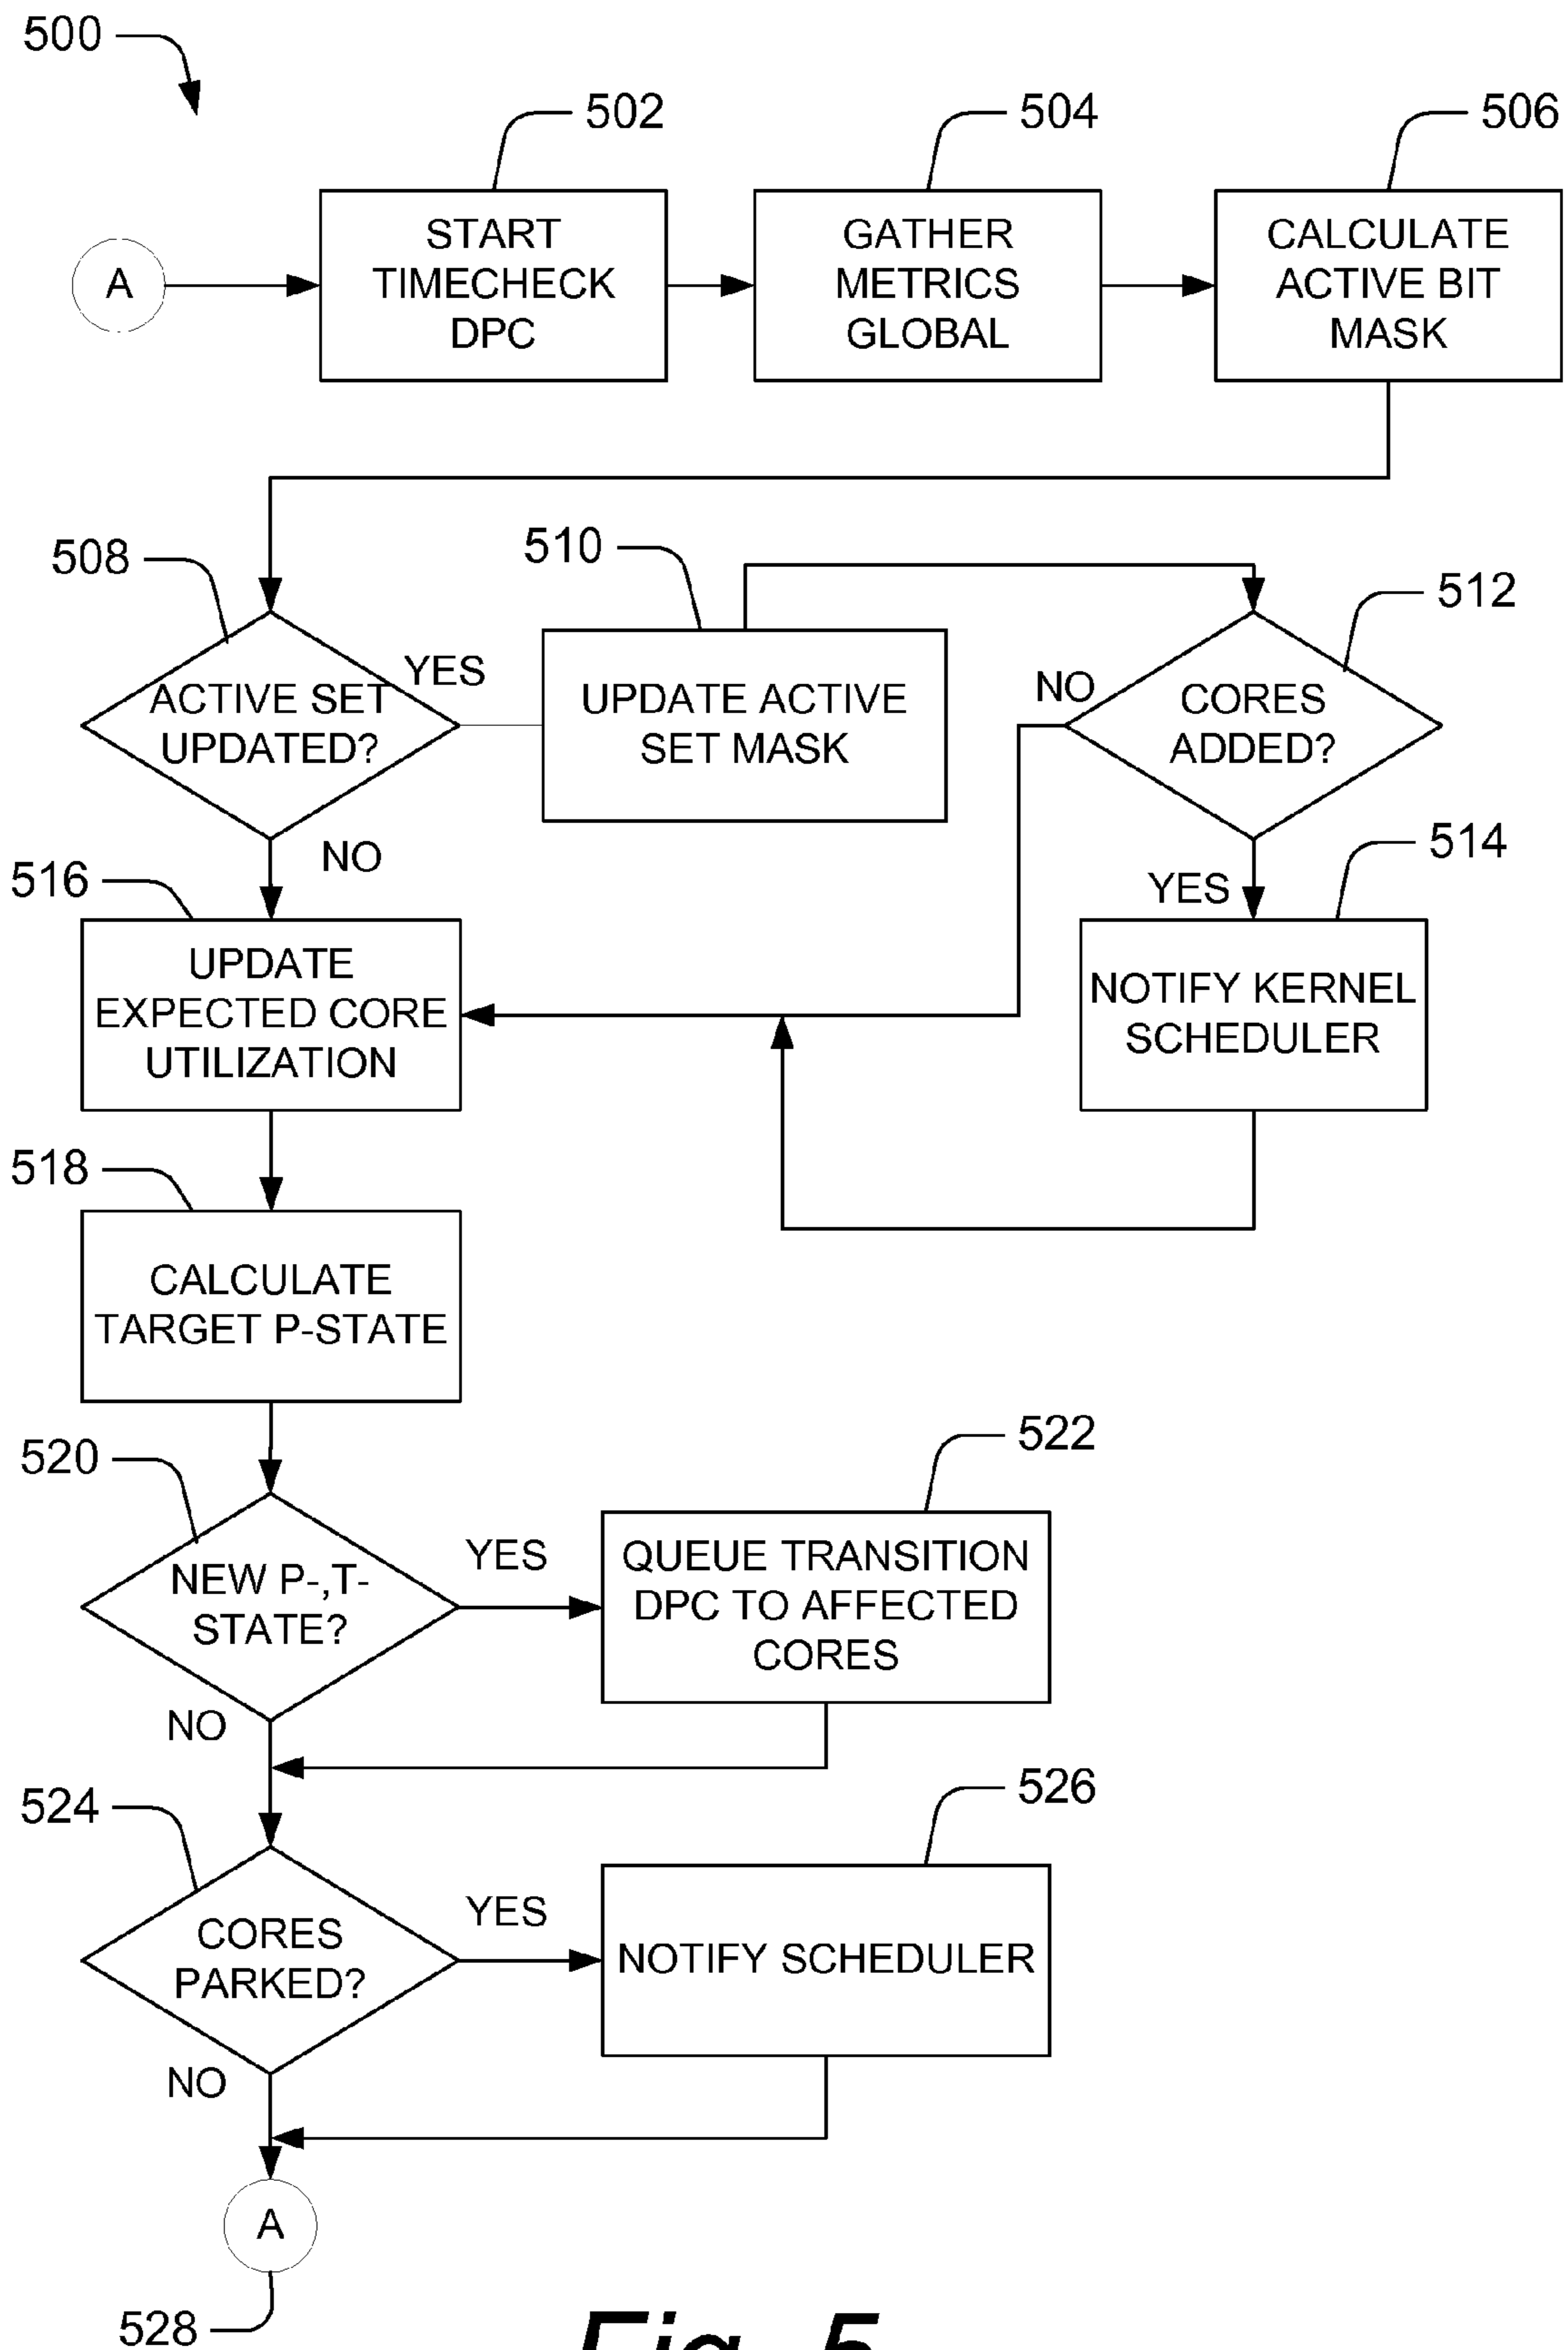 500
502
504
506
A
START
TIMECHECK
DPC
GATHER
METRICS
GLOBAL
CALCULATE
ACTIVE BIT
MASK
508
510
512
ACTIVE SET
UPDATED?
YES
UPDATE ACTIVE
SET MASK
NO
CORES
ADDED?
NO
YES
514
516
UPDATE
EXPECTED CORE
UTILIZATION
NOTIFY KERNEL
SCHEDULER
518
CALCULATE
TARGET P-STATE
520
522
NEW P-,T-
STATE?
YES
QUEUE TRANSITION
DPC TO AFFECTED
CORES
NO
524
526
CORES
PARKED?
YES
NOTIFY SCHEDULER
NO
A
528
Fig. 5